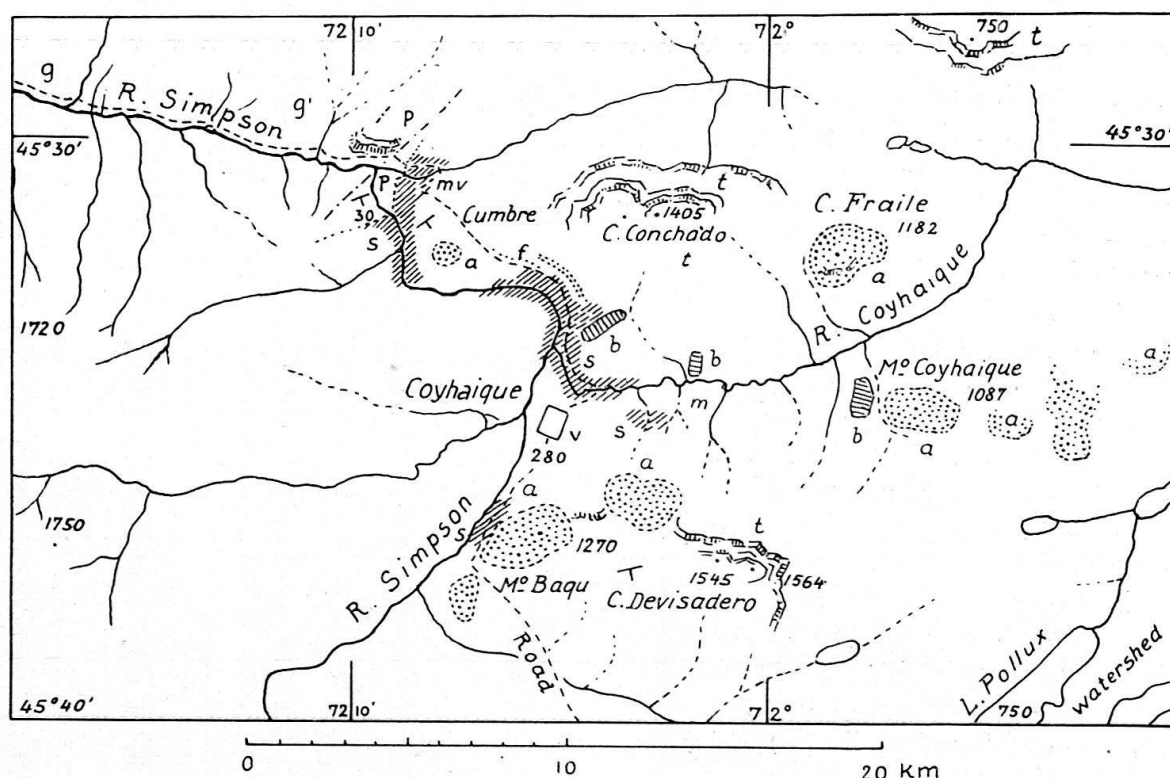 72°10' 72° 750 t
g R. Simpson g' p
45°30' 45°30'
p mv t
30 Cumbre 1405 C. Fraile
s C. Conchado 1182
a f t a
1720 R. Coyhaique
b
s b a
Coyhaique Mº Coyhaique
m 1087
v s b a a
280
a a
R. Simpson s t
1750 1270
1545 1564
Mº Baqu C. Devisadero
Road
L. Pollux
watershed
45°40' 72°10' 72° 750
0 10 20 Km